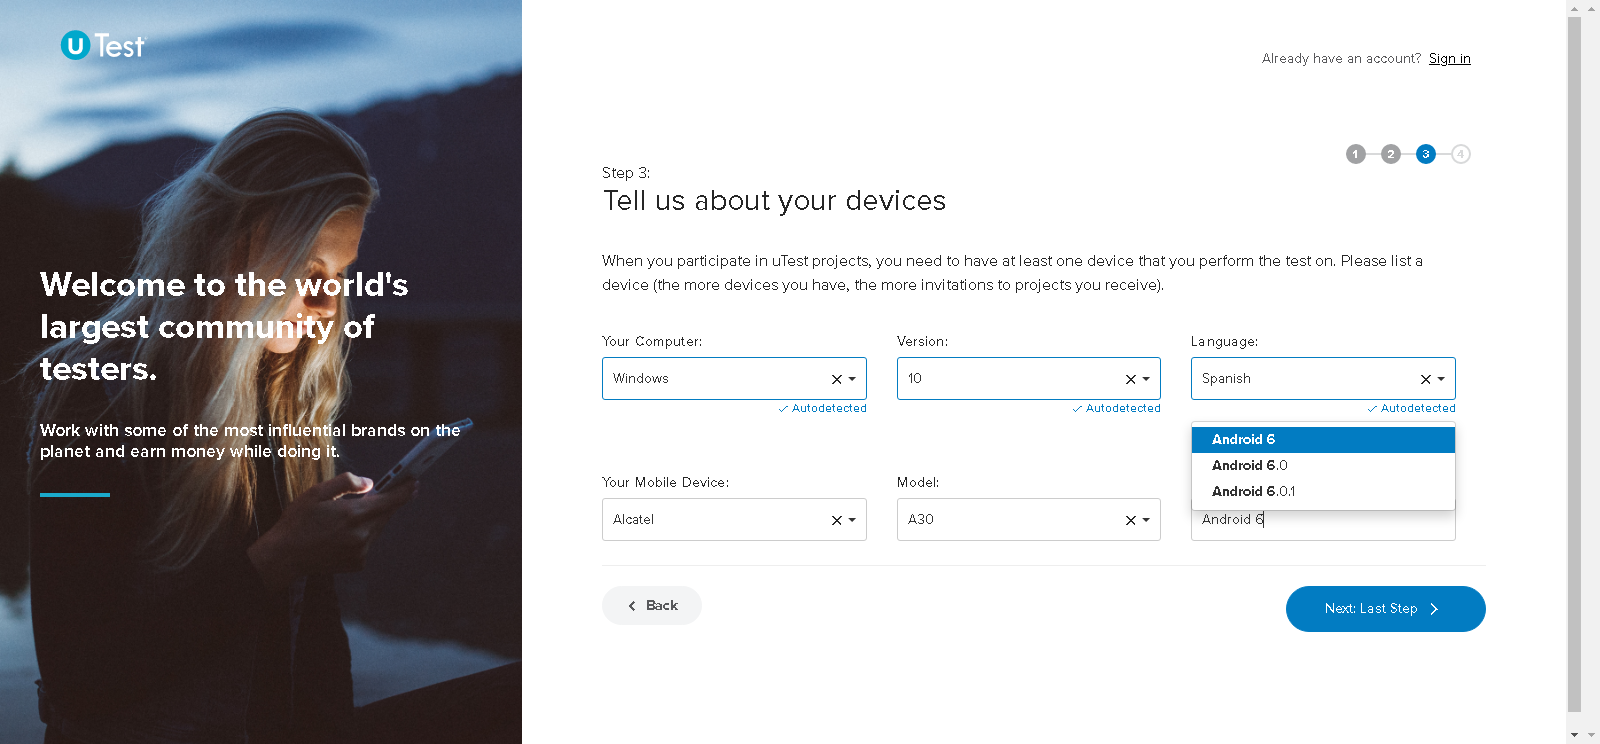 u Test
Welcome to the world's
largest community of
testers.
Work with some of the most influential brands on the
planet and earn money while doing it.
Already have an account? Sign in
1 2 3 4
Step 3:
Tell us about your devices
When you participate in uTest projects, you need to have at least one device that you perform the test on. Please list a
device (the more devices you have, the more invitations to projects you receive).
Your Computer: Version: Language:
Windows 10 Spanish
Autodetected Autodetected Autodetected
Android 6
Android 6.0
Android 6.0.1
Your Mobile Device: Model:
Alcatel A30 Android 6
Back Next: Last Step